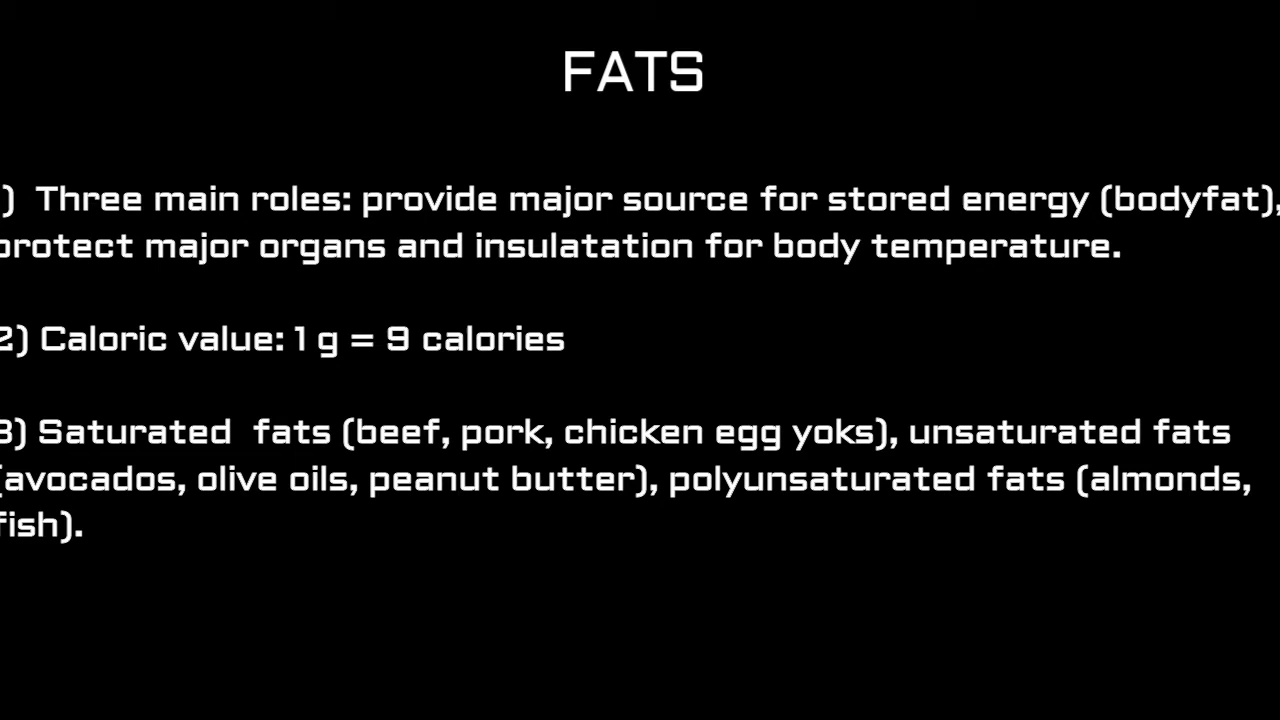 FATS
) Three main roles: provide major source for stored energy (bodyfat),
protect major organs and insulatation for body temperature.
2) Caloric value: 1 g = 9 calories
3) Saturated fats (beef, pork, chicken egg yoks), unsaturated fats
(avocados, olive oils, peanut butter), polyunsaturated fats (almonds,
fish).